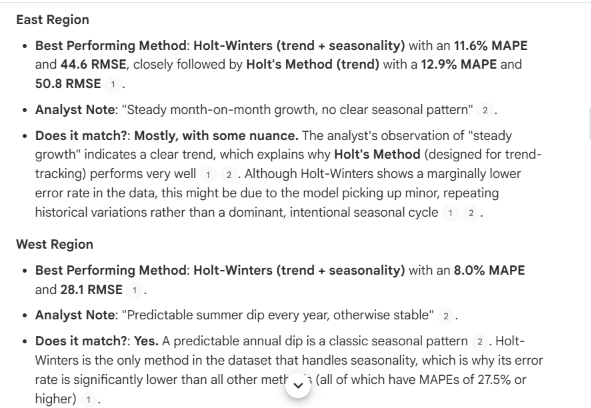 East Region
• Best Performing Method: Holt-Winters (trend + seasonality) with an 11.6% MAPE
and 44.6 RMSE, closely followed by Holt's Method (trend) with a 12.9% MAPE and
50.8 RMSE 1 .
• Analyst Note: "Steady month-on-month growth, no clear seasonal pattern" 2 .
• Does it match?: Mostly, with some nuance. The analyst's observation of "steady
growth" indicates a clear trend, which explains why Holt's Method (designed for trend-
tracking) performs very well 1 2 . Although Holt-Winters shows a marginally lower
error rate in the data, this might be due to the model picking up minor, repeating
historical variations rather than a dominant, intentional seasonal cycle 1 2 .
West Region
• Best Performing Method: Holt-Winters (trend + seasonality) with an 8.0% MAPE
and 28.1 RMSE 1 .
• Analyst Note: "Predictable summer dip every year, otherwise stable" 2 .
• Does it match?: Yes. A predictable annual dip is a classic seasonal pattern 2 . Holt-
Winters is the only method in the dataset that handles seasonality, which is why its error
rate is significantly lower than all other (all of which have MAPEs of 27.5% or
higher) 1 .